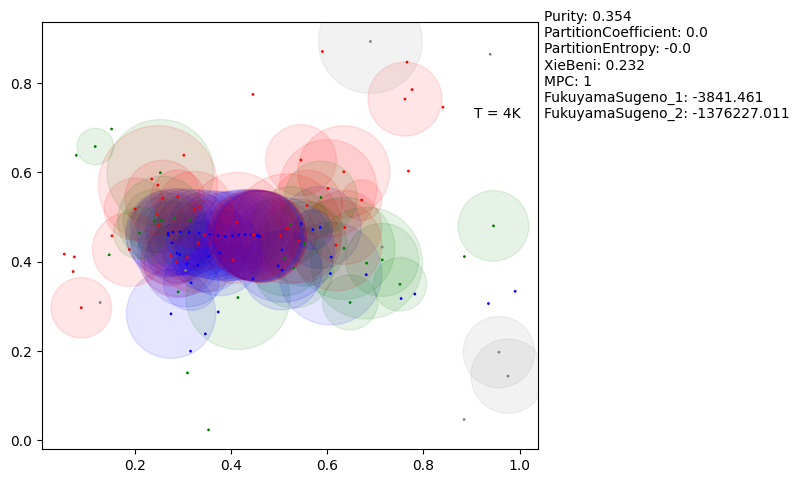 Purity: 0.354
PartitionCoefficient: 0.0
PartitionEntropy: -0.0
XieBeni: 0.232
MPC: 1
FukuyamaSugeno_1: -3841.461
FukuyamaSugeno_2: -1376227.011
T = 4K
0.8
0.6
0.4
0.2
0.0
0.2 0.4 0.6 0.8 1.0